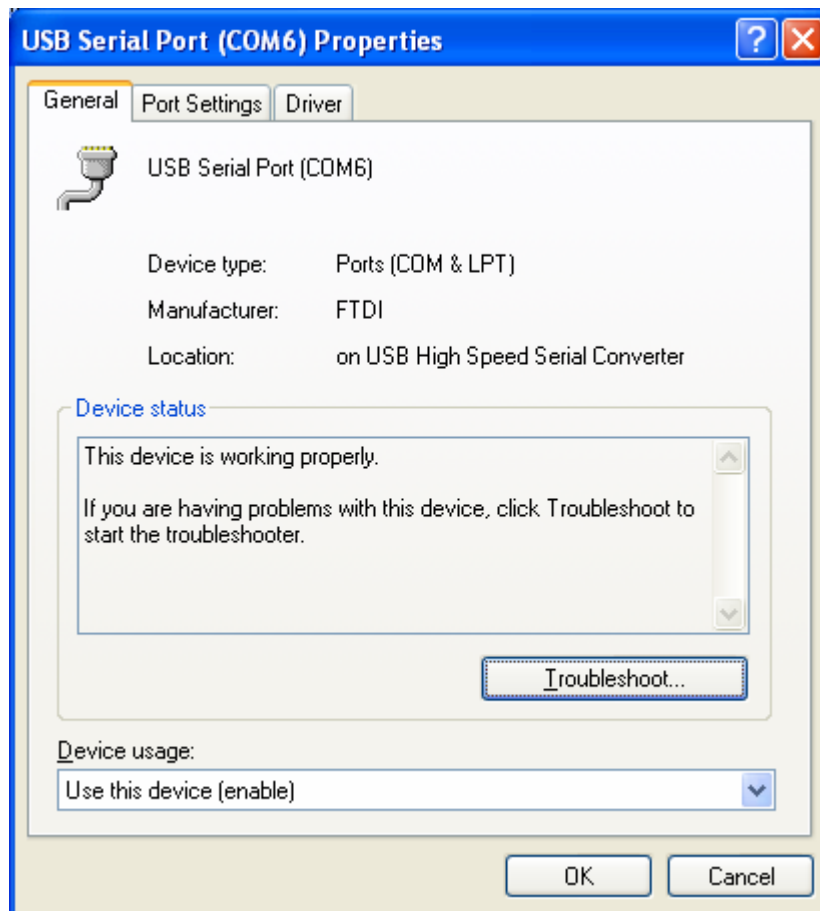 USB Serial Port (COM6) Properties
General Port Settings Driver
USB Serial Port (COM6)
Device type: Ports (COM & LPT)
Manufacturer: FTDI
Location: on USB High Speed Serial Converter
Device status
This device is working properly.
If you are having problems with this device, click Troubleshoot to
start the troubleshooter.
Troubleshoot...
Device usage:
Use this device (enable)
OK Cancel